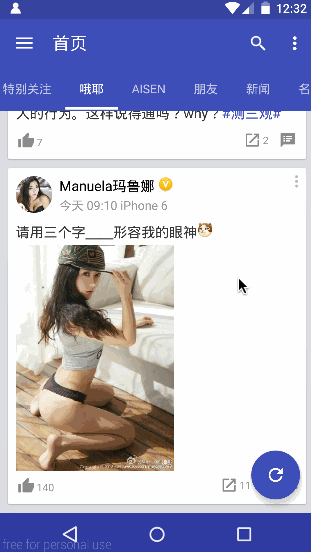 12:32
首页
特别关注 哦耶 AISEN 朋友 新闻 名
人的行为。这样说得通吗？why？#测三观#
7 2
Manuela玛鲁娜
今天 09:10 iPhone 6
请用三个字____形容我的眼神
140 11
free for personal use